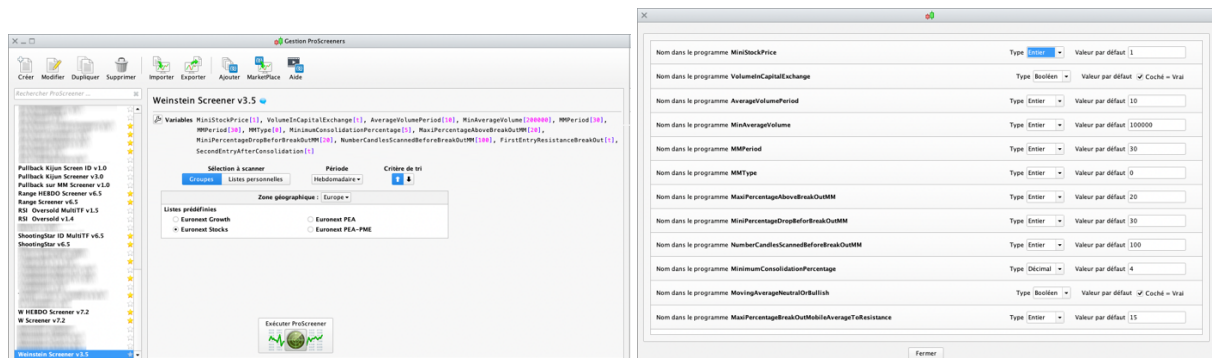 Gestion ProScreeners
Créer Modifier Dupliquer Supprimer Importer Exporter Ajouter MarketPlace Aide
Rechercher ProScreener ...
Pullback Kijun Screen ID v1.0
Pullback Kijun Screener v3.0
Pullback sur MM Screener v1.0
Range HEBDO Screener v6.5
Range Screener v6.5
RSI Oversold MultiTF v1.5
RSI Oversold v1.4
ShootingStar ID MultiTF v6.5
ShootingStar v6.5
W HEBDO Screener v7.2
W Screener v7.2
Weinstein Screener v3.5
Weinstein Screener v3.5
Variables MiniStockPrice[1], VolumeInCapitalExchange[t], AverageVolumePeriod[10], MinAverageVolume[200000], MMPeriod[30],
MMPeriod[30], MMType[0], MinimumConsolidationPercentage[5], MaxiPercentageAboveBreakOutMM[20],
MiniPercentageDropBeforBreakOutMM[20], NumberCandlesScannedBeforeBreakOutMM[100], FirstEntryResistanceBreakOut[t],
SecondEntryAfterConsolidation[t]
Sélection à scanner Période Critère de tri
Groupes Listes personnelles Hebdomadaire
Zone géographique : Europe
Listes prédéfinies
Euronext Growth Euronext PEA
Euronext Stocks Euronext PEA-PME
Exécuter ProScreener
Nom dans le programme MiniStockPrice Type Entier Valeur par défaut 1
Nom dans le programme VolumeInCapitalExchange Type Booléen Valeur par défaut Coché = Vrai
Nom dans le programme AverageVolumePeriod Type Entier Valeur par défaut 10
Nom dans le programme MinAverageVolume Type Entier Valeur par défaut 100000
Nom dans le programme MMPeriod Type Entier Valeur par défaut 30
Nom dans le programme MMType Type Entier Valeur par défaut 0
Nom dans le programme MaxiPercentageAboveBreakOutMM Type Entier Valeur par défaut 20
Nom dans le programme MiniPercentageDropBeforBreakOutMM Type Entier Valeur par défaut 30
Nom dans le programme NumberCandlesScannedBeforeBreakOutMM Type Entier Valeur par défaut 100
Nom dans le programme MinimumConsolidationPercentage Type Décimal Valeur par défaut 4
Nom dans le programme MovingAverageNeutralOrBullish Type Booléen Valeur par défaut Coché = Vrai
Nom dans le programme MaxiPercentageBreakOutMobileAverageToResistance Type Entier Valeur par défaut 15
Fermer